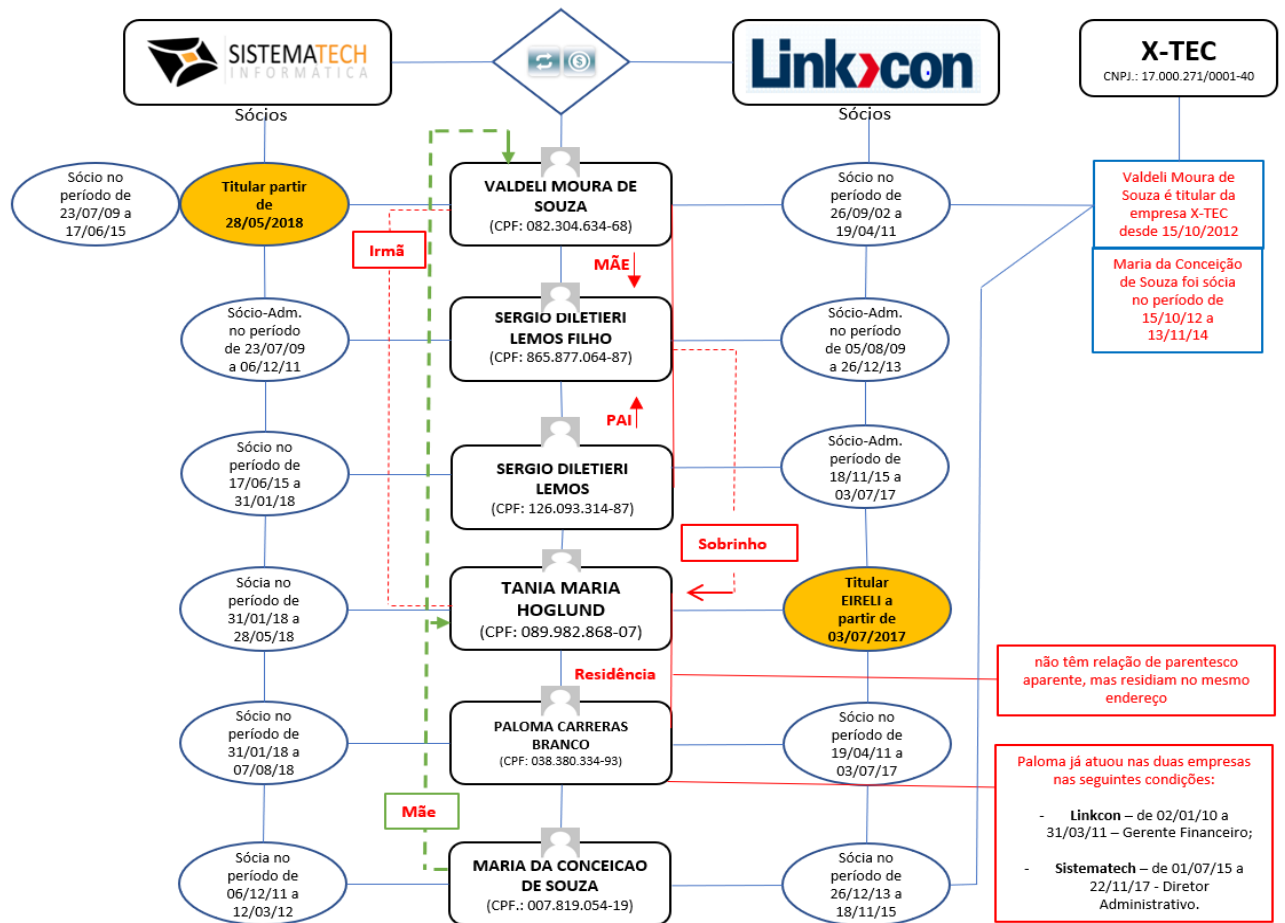 SISTEMATECH
INFORMÁTICA
Link>con
X-TEC
CNPJ.: 17.000.271/0001-40
Sócios
Sócios
Sócio no
período de
23/07/09 a
17/06/15
Titular partir
de
28/05/2018
VALDELI MOURA DE
SOUZA
(CPF: 082.304.634-68)
Sócio no
período de
26/09/02 a
19/04/11
Valdeli Moura de
Souza é titular da
empresa X-TEC
desde 15/10/2012
Irmã
MÃE
Maria da Conceição
de Souza foi sócia
no período de
15/10/12 a
13/11/14
Sócio-Adm.
no período
de 23/07/09
a 06/12/11
SERGIO DILETIERI
LEMOS FILHO
(CPF: 865.877.064-87)
Sócio-Adm.
no período
de 05/08/09
a 26/12/13
PAI
Sócio no
período de
17/06/15 a
31/01/18
SERGIO DILETIERI
LEMOS
(CPF: 126.093.314-87)
Sócio-Adm.
período de
18/11/15 a
03/07/17
Sobrinho
Sócia no
período de
31/01/18 a
28/05/18
TANIA MARIA
HOGLUND
(CPF: 089.982.868-07)
Titular
EIRELI a
partir de
03/07/2017
Residência
não têm relação de parentesco
aparente, mas residiam no mesmo
endereço
Sócio no
período de
31/01/18 a
07/08/18
PALOMA CARRERAS
BRANCO
(CPF: 038.380.334-93)
Sócio no
período de
19/04/11 a
03/07/17
Paloma já atuou nas duas empresas
nas seguintes condições:
- Linkcon – de 02/01/10 a
31/03/11 – Gerente Financeiro;
- Sistematech – de 01/07/15 a
22/11/17 - Diretor
Administrativo.
Mãe
Sócia no
período de
06/12/11 a
12/03/12
MARIA DA CONCEICAO
DE SOUZA
(CPF.: 007.819.054-19)
Sócia no
período de
26/12/13 a
18/11/15